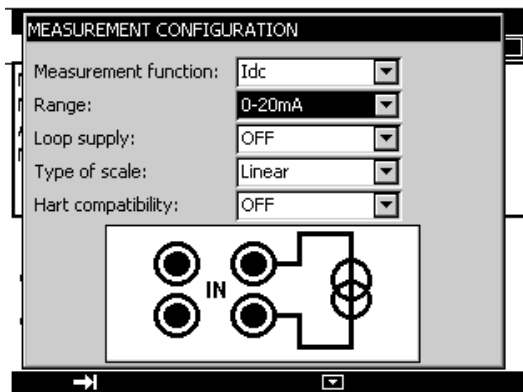 MEASUREMENT CONFIGURATION
Measurement function: Idc
Range: 0-20mA
Loop supply: OFF
Type of scale: Linear
Hart compatibility: OFF
IN